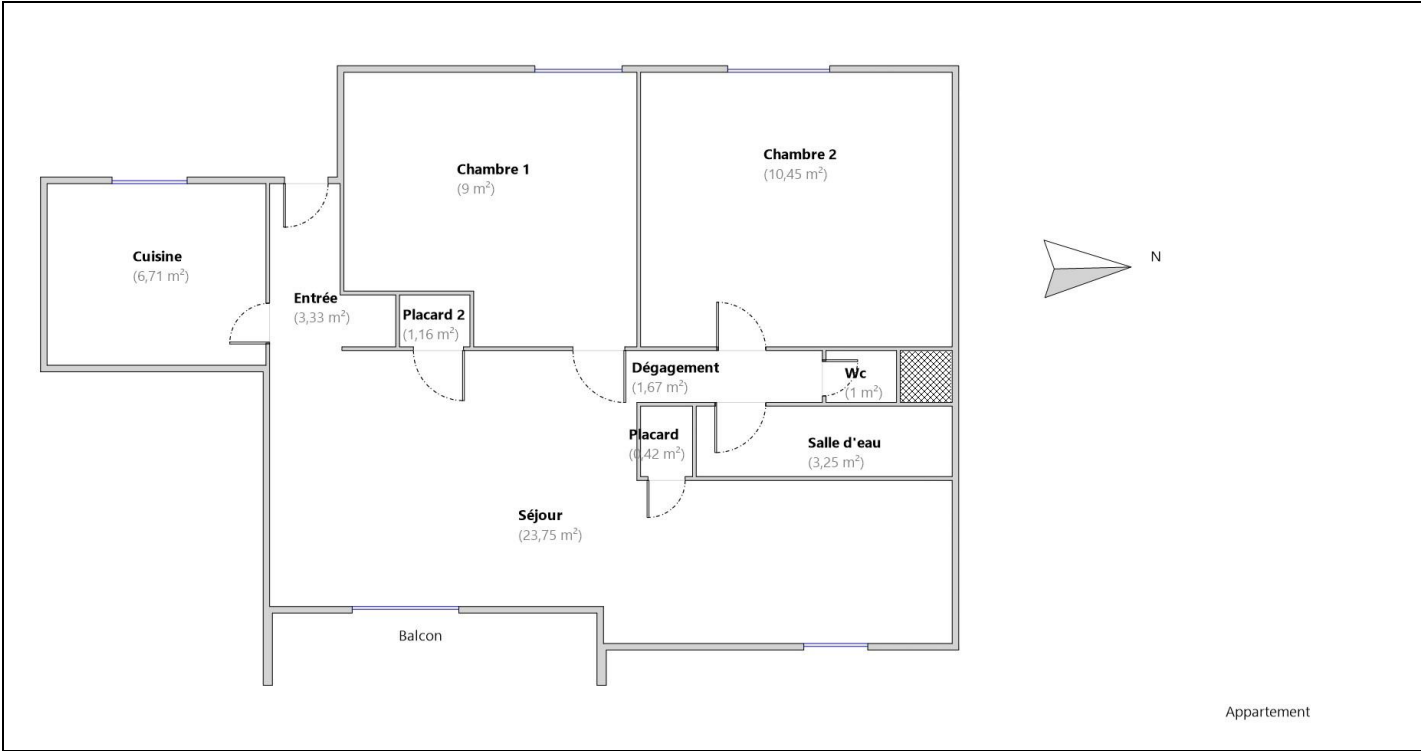 Chambre 2
(10,45 m²)
Chambre 1
(9 m²)
Cuisine
(6,71 m²)
N
Entrée
(3,33 m²)
Placard 2
(1,16 m²)
Dégagement
(1,67 m²)
Wc
(1 m²)
Placard
(0,42 m²)
Salle d'eau
(3,25 m²)
Séjour
(23,75 m²)
Balcon
Appartement